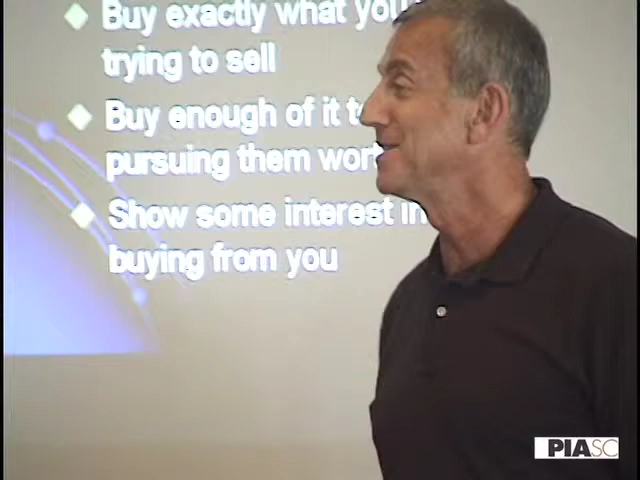 Buy exactly what you
trying to sell
Buy enough of it
pursuing them
Show some interest in
buying from you
PIASC